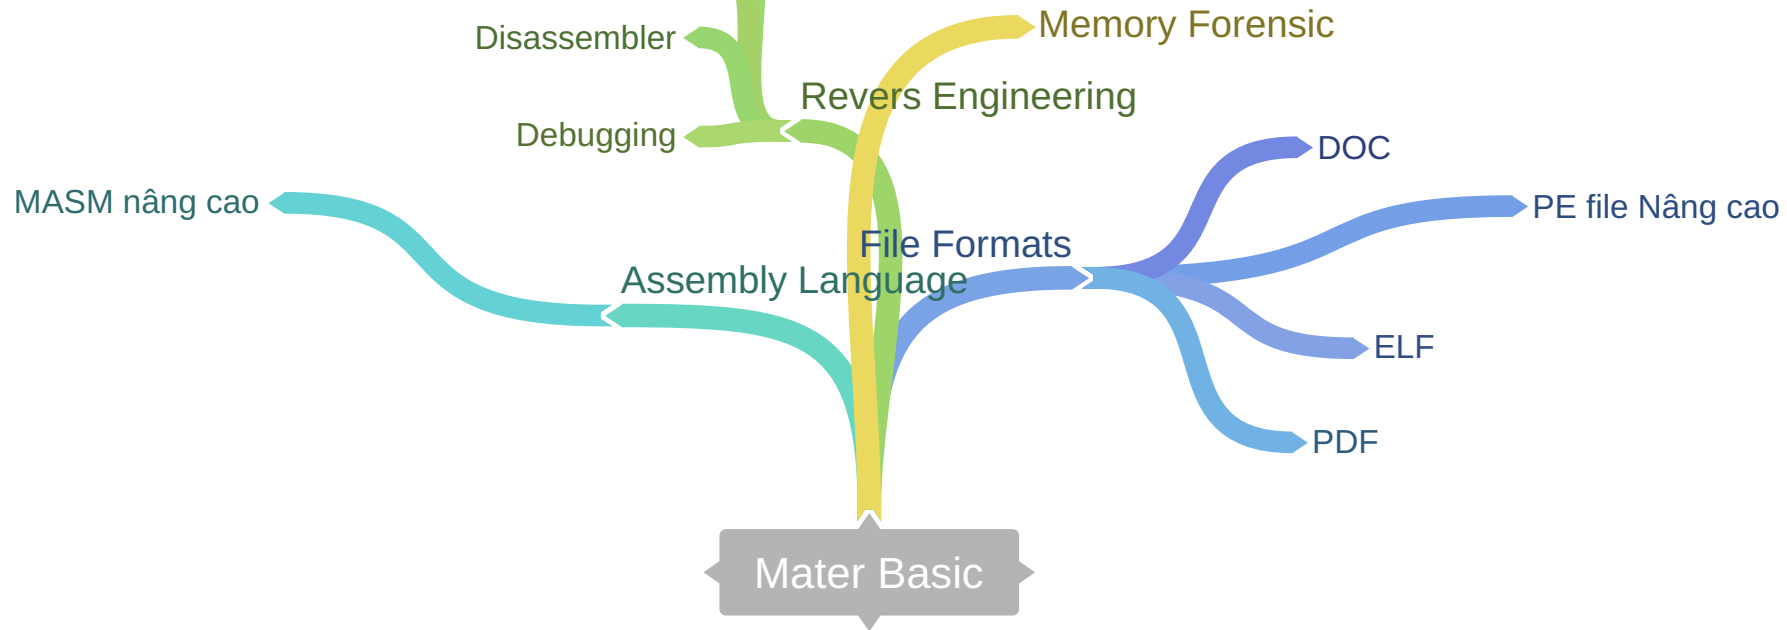 Memory Forensic
Disassembler
Revers Engineering
Debugging
DOC
MASM nâng cao
PE file Nâng cao
File Formats
Assembly Language
ELF
PDF
Mater Basic